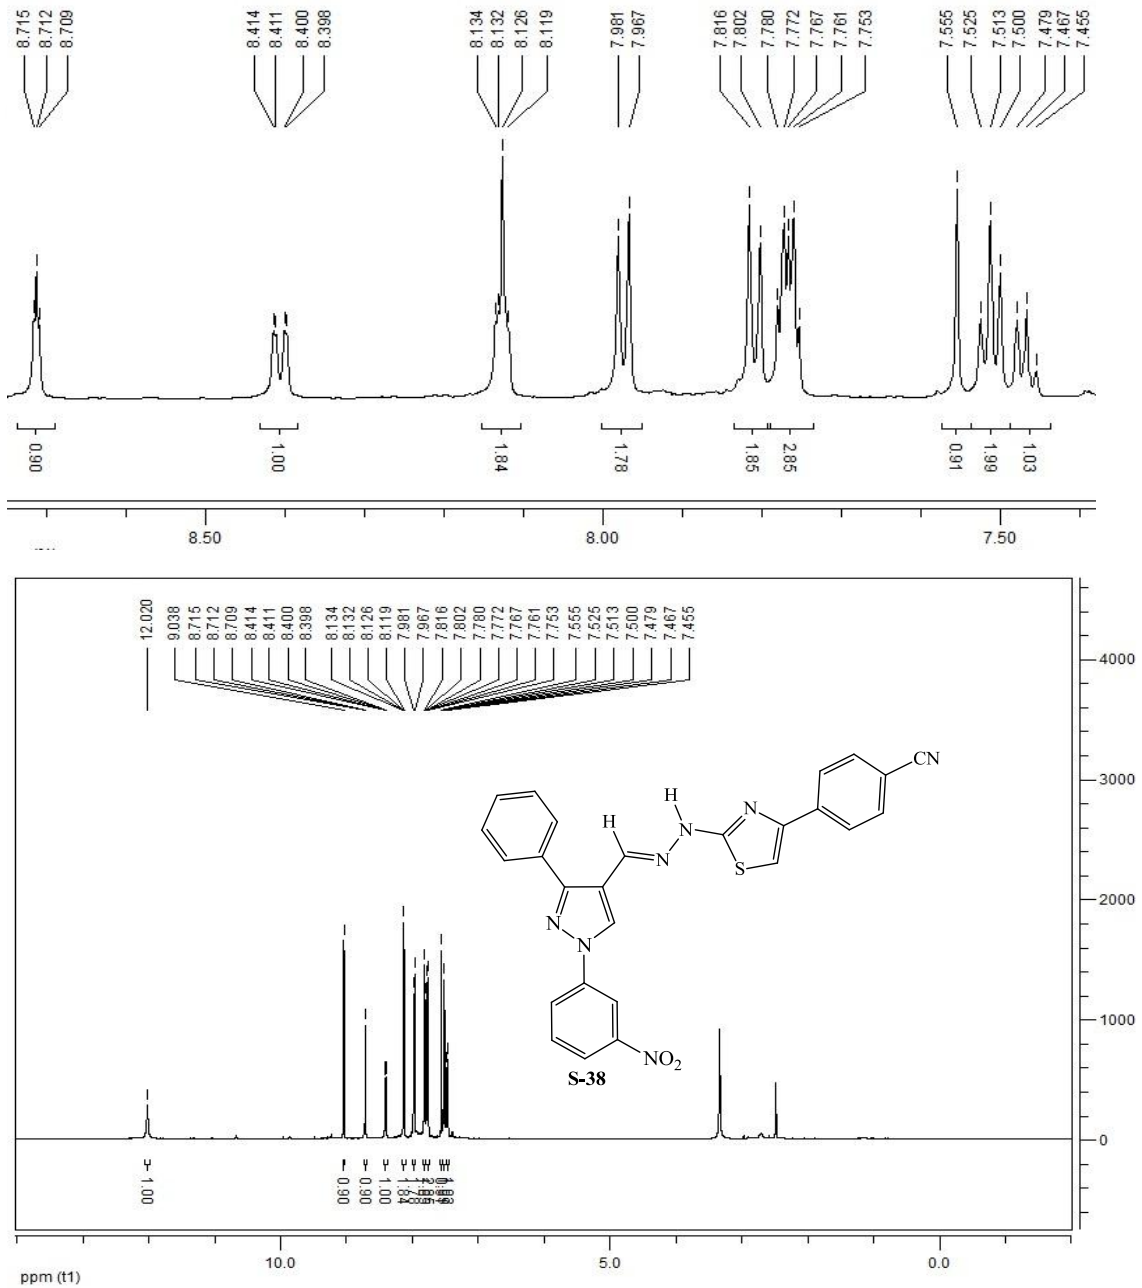 8.715 8.712 8.709 8.414 8.411 8.400 8.398 8.134 8.132 8.126 8.119 7.981 7.967 7.816 7.802 7.780 7.772 7.767 7.761 7.753 7.555 7.525 7.513 7.500 7.479 7.467 7.455
0.90 1.00 1.84 1.78 1.85 2.85 0.91 1.99 1.03
8.50 8.00 7.50
12.020 9.038 8.715 8.712 8.709 8.414 8.411 8.400 8.398 8.134 8.132 8.126 8.119 7.981 7.967 7.816 7.802 7.780 7.772 7.767 7.761 7.753 7.555 7.525 7.513 7.500 7.479 7.467 7.455
4000
CN
3000
H
H N
N
N
S
2000
N
N
1000
NO2
S-38
0
1.00 0.90 0.90 1.00 1.84
10.0 5.0 0.0
ppm (t1)